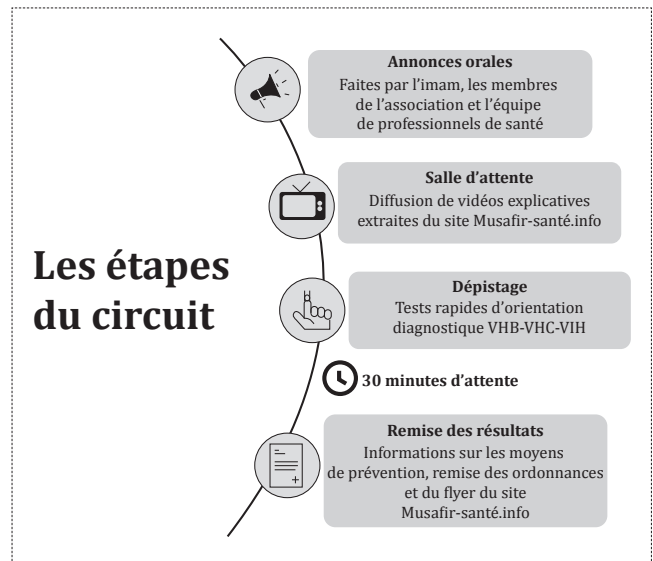 Les étapes
du circuit
Annonces orales
Faites par l'imam, les membres
de l'association et l'équipe
de professionnels de santé
Salle d'attente
Diffusion de vidéos explicatives
extraites du site Musafir-santé.info
Dépistage
Tests rapides d'orientation
diagnostique VHB-VHC-VIH
30 minutes d'attente
Remise des résultats
Informations sur les moyens
de prévention, remise des ordonnances
et du flyer du site
Musafir-santé.info